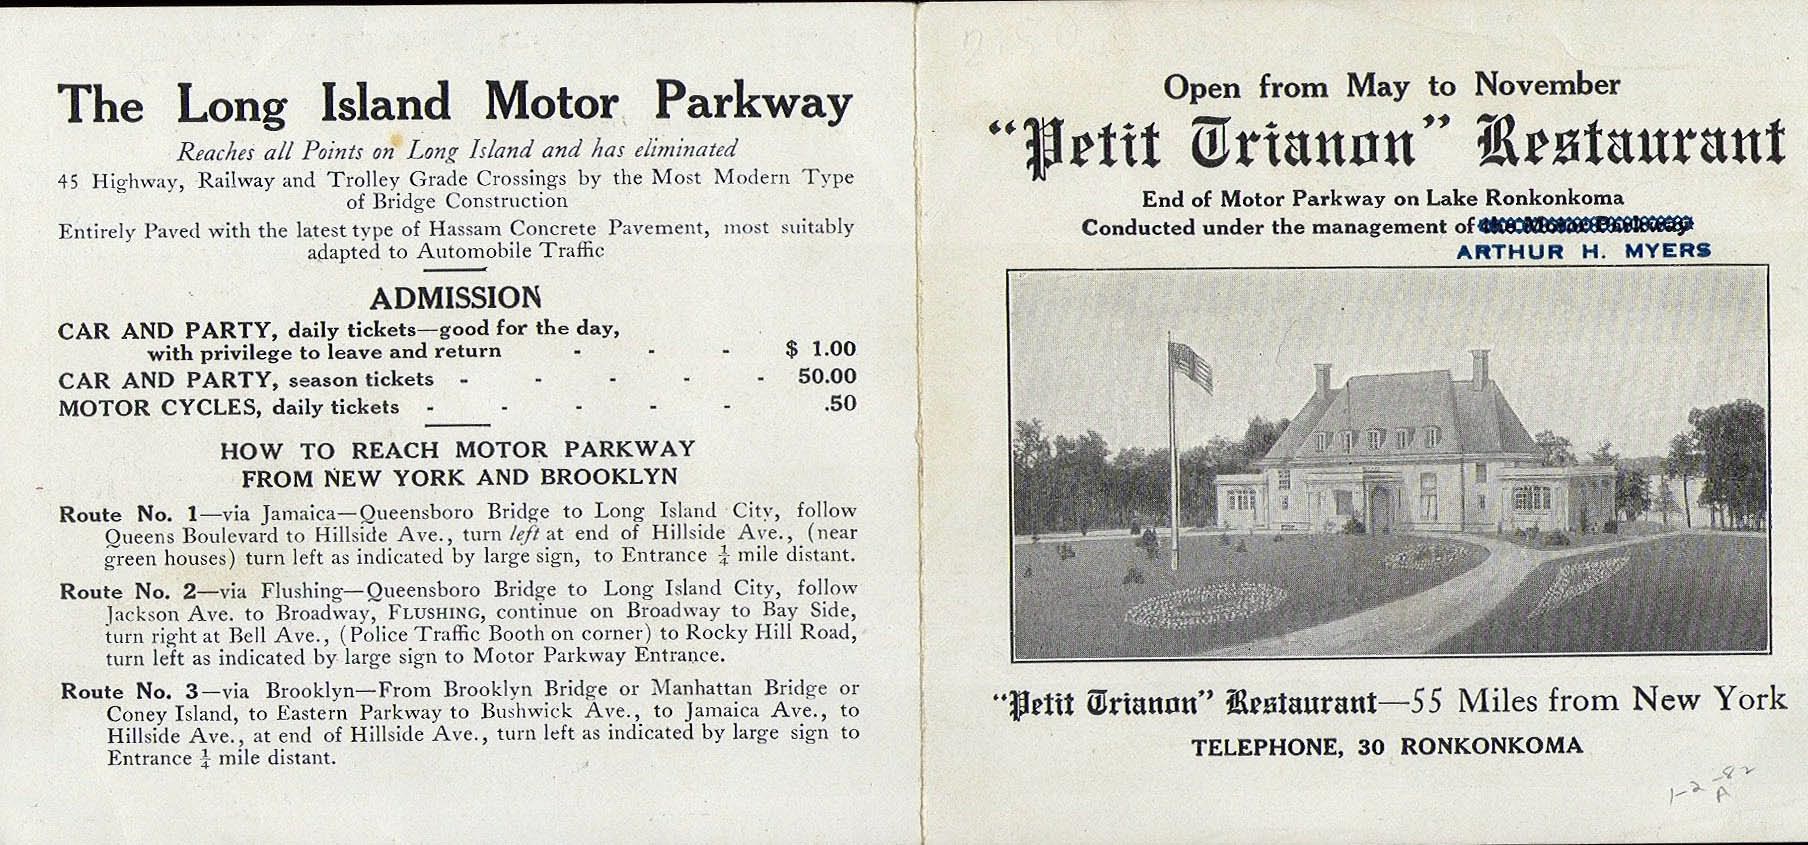 The Long Island Motor Parkway
Reaches all Points on Long Island and has eliminated
45 Highway, Railway and Trolley Grade Crossings by the Most Modern Type
of Bridge Construction
Entirely Paved with the latest type of Hassam Concrete Pavement, most suitably
adapted to Automobile Traffic
ADMISSION
CAR AND PARTY, daily tickets—good for the day,
with privilege to leave and return - - - $ 1.00
CAR AND PARTY, season tickets - - - - - 50.00
MOTOR CYCLES, daily tickets - - - - - .50
HOW TO REACH MOTOR PARKWAY
FROM NEW YORK AND BROOKLYN
Route No. 1—via Jamaica—Queensboro Bridge to Long Island City, follow
Queens Boulevard to Hillside Ave., turn left at end of Hillside Ave., (near
green houses) turn left as indicated by large sign, to Entrance ¼ mile distant.
Route No. 2—via Flushing—Queensboro Bridge to Long Island City, follow
Jackson Ave. to Broadway, FLUSHING, continue on Broadway to Bay Side,
turn right at Bell Ave., (Police Traffic Booth on corner) to Rocky Hill Road,
turn left as indicated by large sign to Motor Parkway Entrance.
Route No. 3—via Brooklyn—From Brooklyn Bridge or Manhattan Bridge or
Coney Island, to Eastern Parkway to Bushwick Ave., to Jamaica Ave., to
Hillside Ave., at end of Hillside Ave., turn left as indicated by large sign to
Entrance ¼ mile distant.
Open from May to November
"Petit Trianon" Restaurant
End of Motor Parkway on Lake Ronkonkoma
Conducted under the management of the Motor Parkway
ARTHUR H. MYERS
"Petit Trianon" Restaurant—55 Miles from New York
TELEPHONE, 30 RONKONKOMA
1-2-82
A